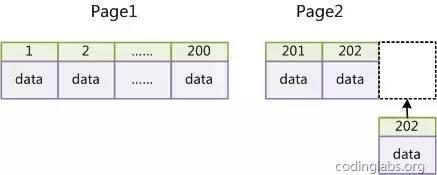 Page1 Page2
1 2 ...... 200 201 202
data data ...... data data data
202
data
codinglabs.org